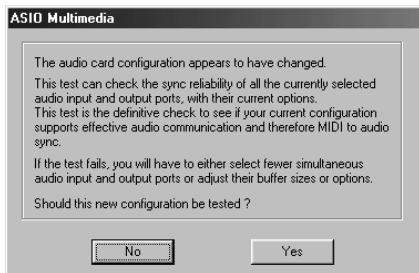 ASIO Multimedia
The audio card configuration appears to have changed.
This test can check the sync reliability of all the currently selected
audio input and output ports, with their current options.
This test is the definitive check to see if your current configuration
supports effective audio communication and therefore MIDI to audio
sync.
If the test fails, you will have to either select fewer simultaneous
audio input and output ports or adjust their buffer sizes or options.
Should this new configuration be tested ?
No
Yes